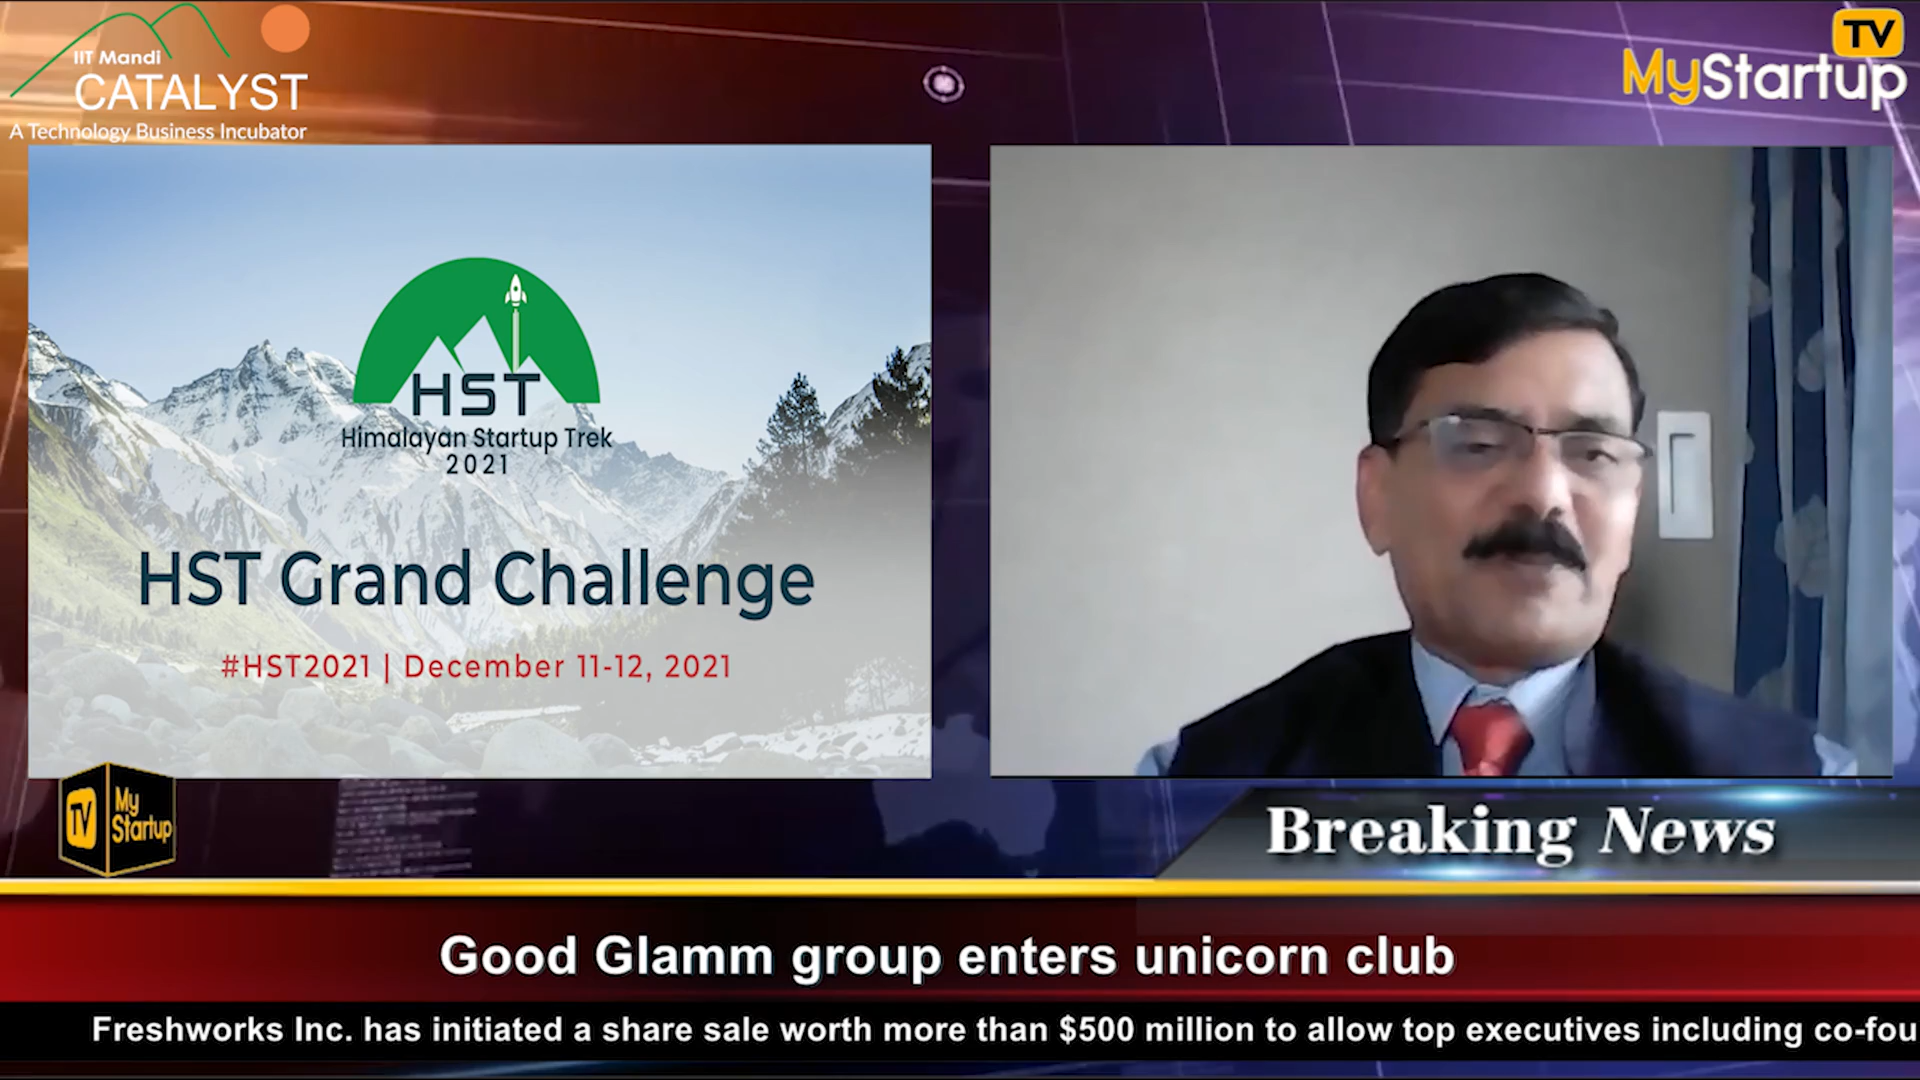 IIT Mandi
CATALYST
A Technology Business Incubator
TV
MyStartup
HST
Himalayan Startup Trek
2021
HST Grand Challenge
#HST2021 | December 11-12, 2021
TV
My
Startup
Breaking News
Good Glamm group enters unicorn club
Freshworks Inc. has initiated a share sale worth more than $500 million to allow top executives including co-fou